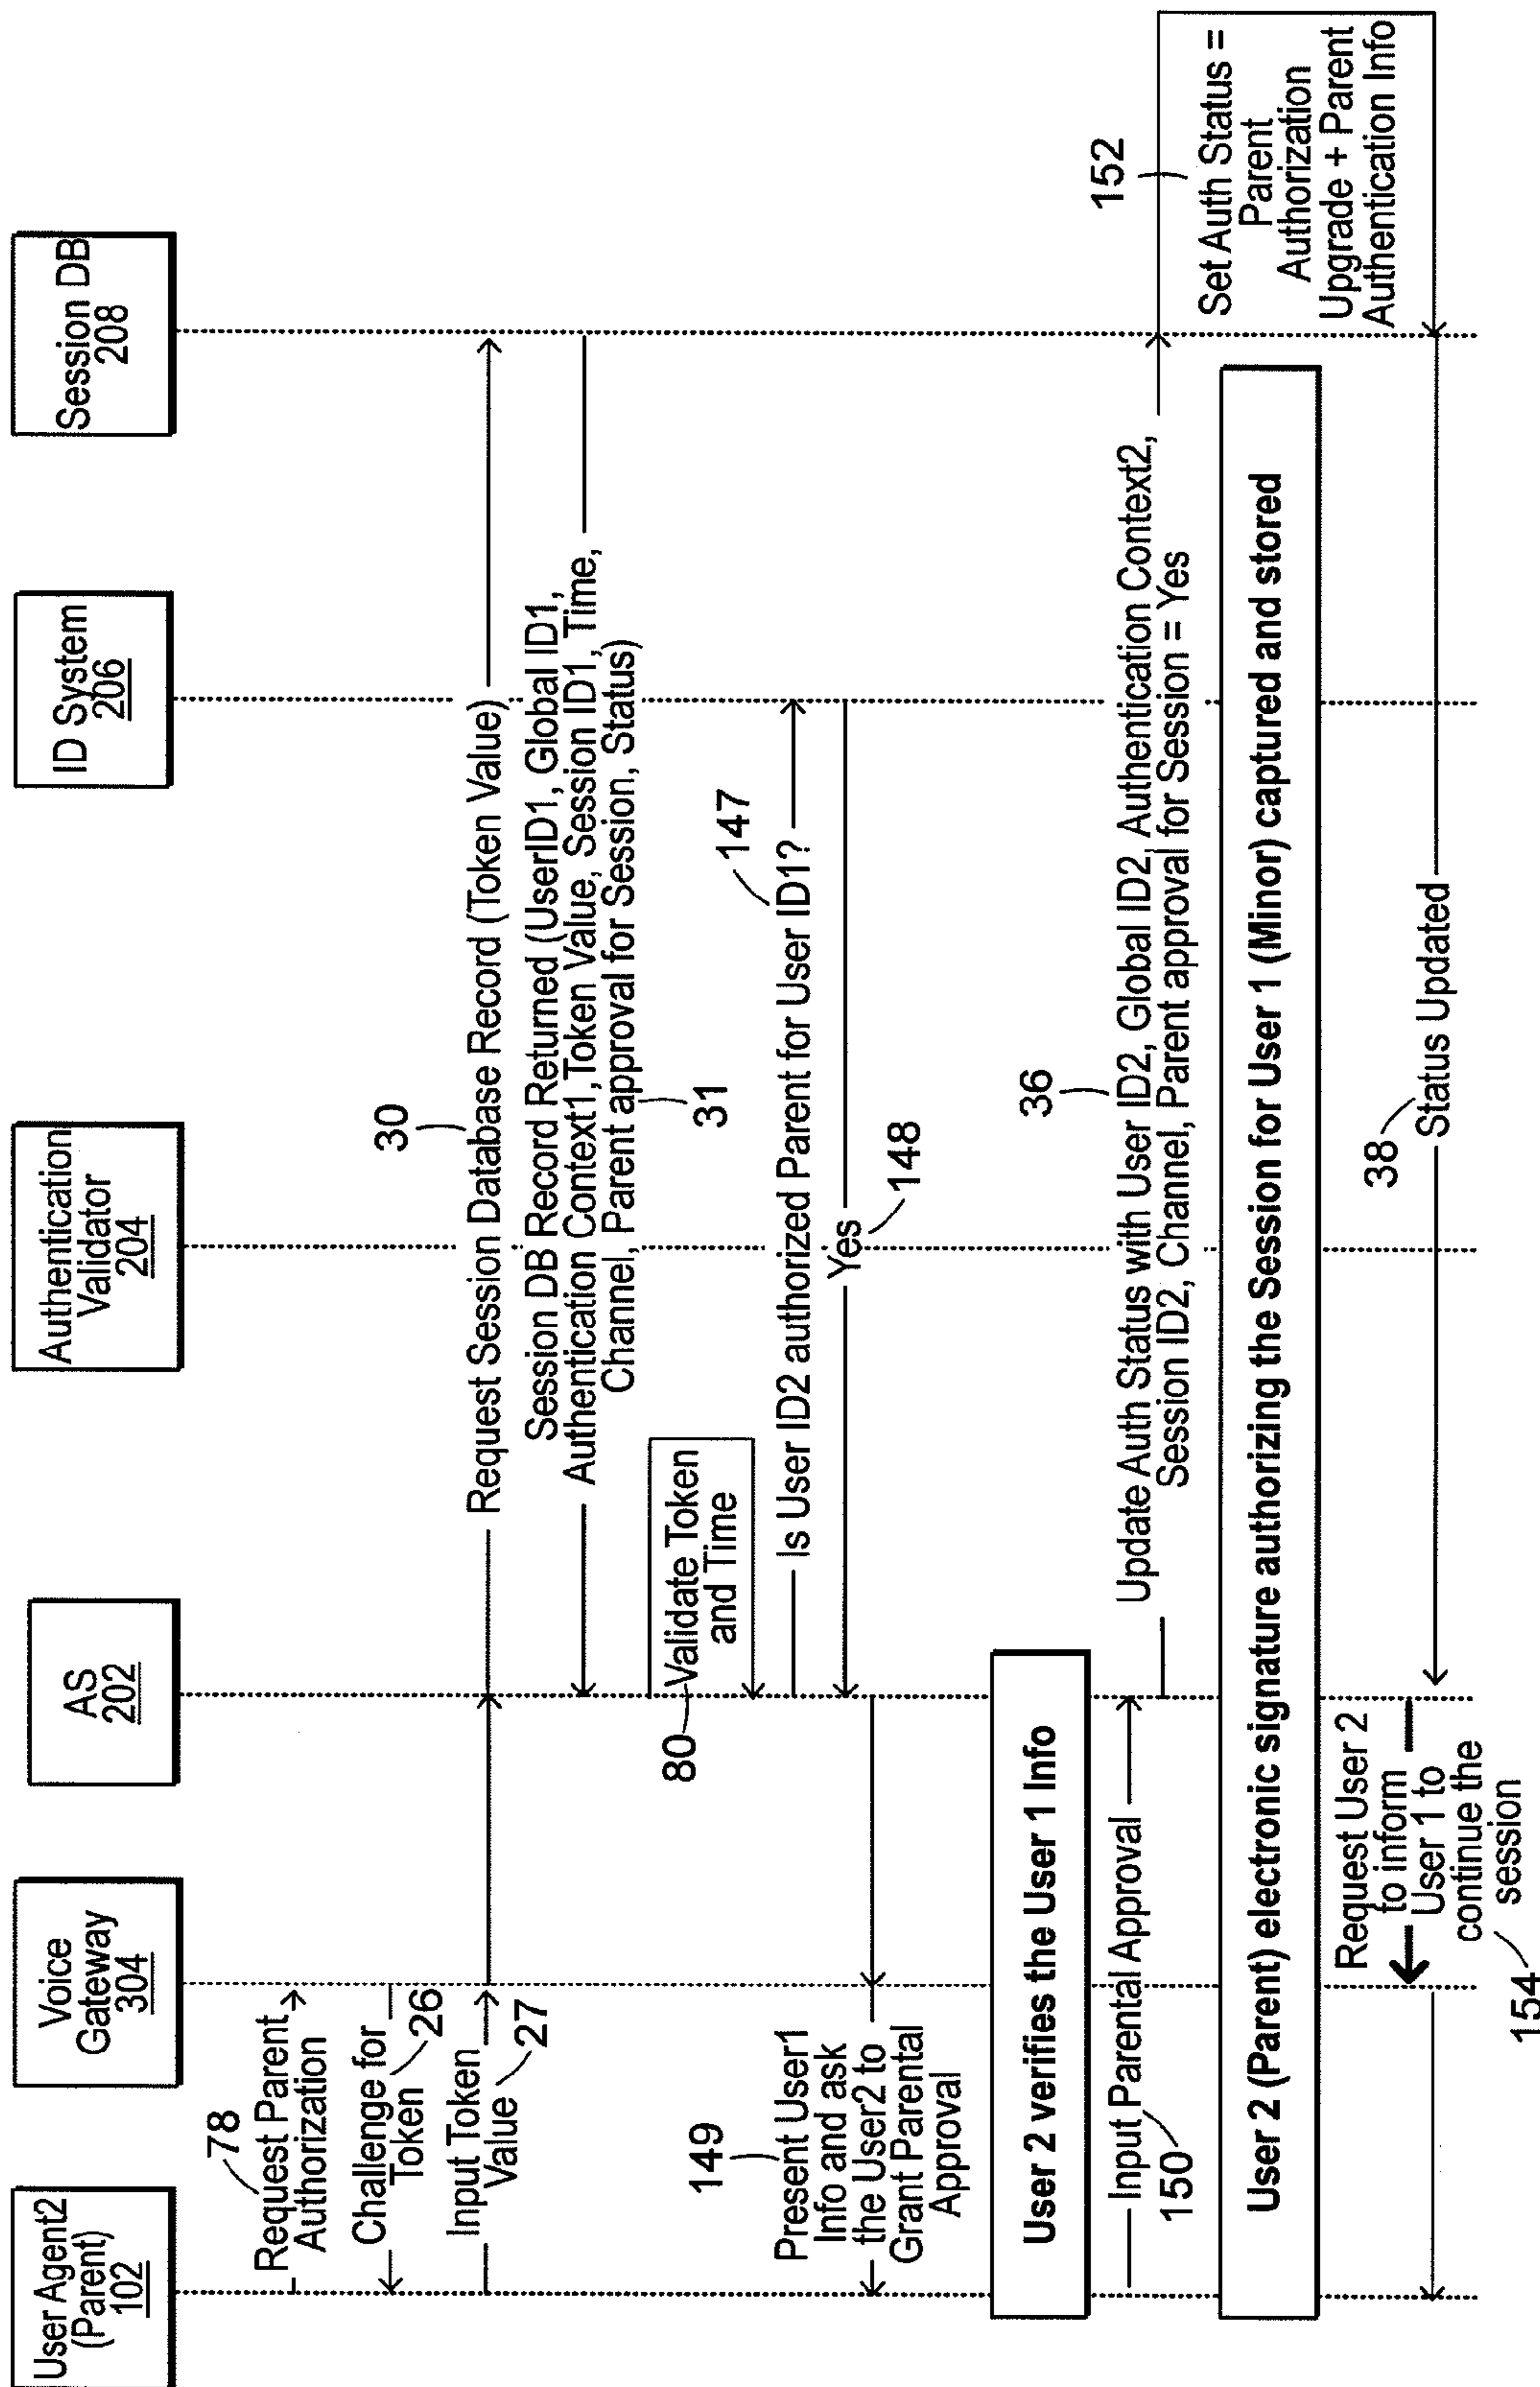 User Agent2
(Parent)
102
Voice
Gateway
304
AS
202
Authentication
Validator
204
ID System
206
Session DB
208
78
Request Parent
Authorization
Challenge for
Token
26
Input Token
Value
27
30
Request Session Database Record (Token Value)
Session DB Record Returned (UserID1, Global ID1,
Authentication Context1,Token Value, Session ID1, Time,
Channel, Parent approval for Session, Status)
31
80
Validate Token
and Time
147
Is User ID2 authorized Parent for User ID1?
Yes
148
149
Present User1
Info and ask
the User2 to
Grant Parental
Approval
User 2 verifies the User 1 Info
Input Parental Approval
150
36
Update Auth Status with User ID2, Global ID2, Authentication Context2,
Session ID2, Channel, Parent approval for Session = Yes
152
Set Auth Status =
Parent
Authorization
Upgrade + Parent
Authentication Info
User 2 (Parent) electronic signature authorizing the Session for User 1 (Minor) captured and stored
38
Status Updated
Request User 2
to inform
User 1 to
continue the
session
154